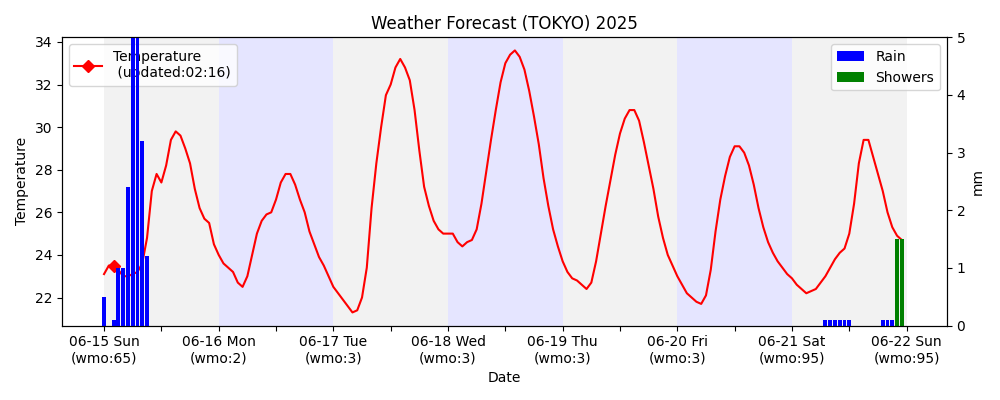 Weather Forecast (TOKYO) 2025
Temperature
(updated:02:16)
Rain
Showers
Temperature
34
32
30
28
26
24
22
5
4
3
2
1
0
mm
06-15 Sun
(wmo:65)
06-16 Mon
(wmo:2)
06-17 Tue
(wmo:3)
06-18 Wed
(wmo:3)
06-19 Thu
(wmo:3)
06-20 Fri
(wmo:3)
06-21 Sat
(wmo:95)
06-22 Sun
(wmo:95)
Date